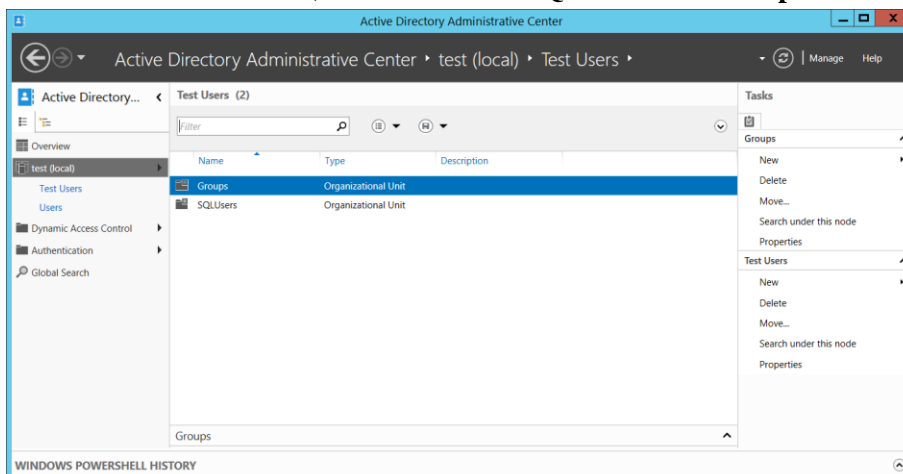 Active Directory Administrative Center
Active Directory Administrative Center • test (local) • Test Users •
Manage Help
Active Directory...
Overview
test (local)
Test Users
Users
Dynamic Access Control
Authentication
Global Search
Test Users (2)
Filter
Name Type Description
Groups Organizational Unit
SQLUsers Organizational Unit
Groups
Tasks
Groups
New
Delete
Move...
Search under this node
Properties
Test Users
New
Delete
Move...
Search under this node
Properties
WINDOWS POWERSHELL HISTORY